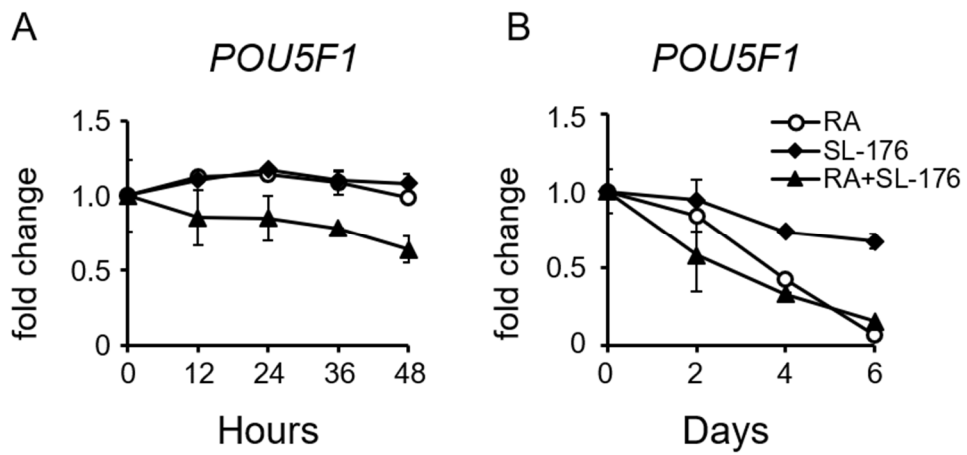 A
POU5F1
fold change
1.5
1.0
0.5
0
0 12 24 36 48
Hours
B
POU5F1
fold change
1.5
1.0
0.5
0
0 2 4 6
Days
RA
SL-176
RA+SL-176